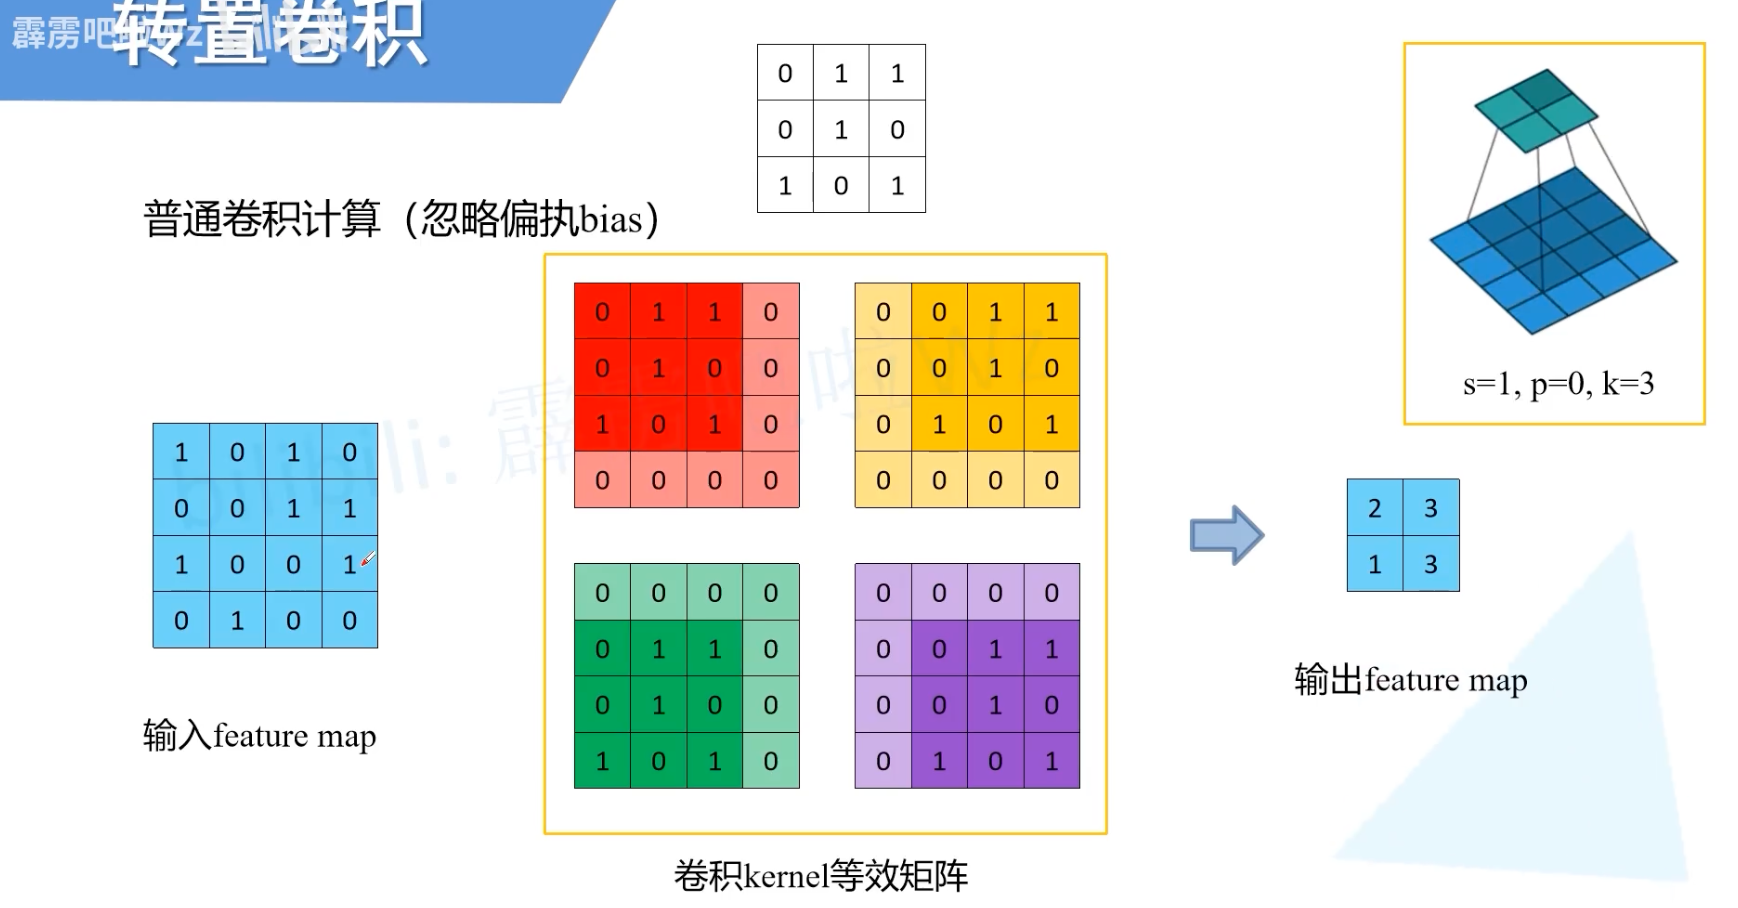 转置卷积
霹雳吧啦Wz
0 1 1
0 1 0
1 0 1
普通卷积计算（忽略偏执bias）
s=1, p=0, k=3
1 0 1 0
0 0 1 1
1 0 0 1
0 1 0 0
输入feature map
0 1 1 0
0 1 0 0
1 0 1 0
0 0 0 0
0 0 1 1
0 0 1 0
0 1 0 1
0 0 0 0
0 0 0 0
0 1 1 0
0 1 0 0
1 0 1 0
0 0 0 0
0 0 1 1
0 0 1 0
0 1 0 1
卷积kernel等效矩阵
2 3
1 3
输出feature map
bilibili: 霹雳吧啦Wz